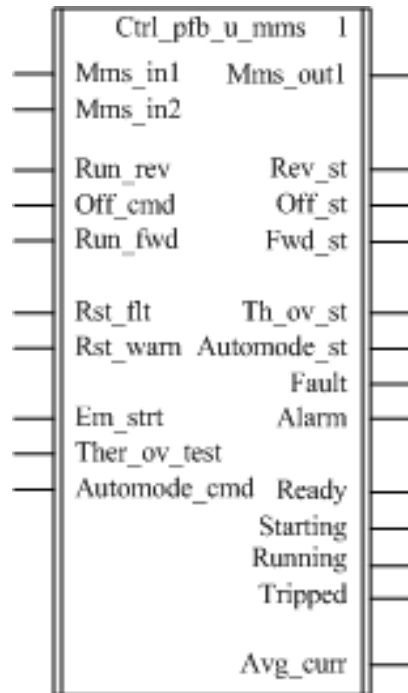 Ctrl_pfb_u_mms 1
Mms_in1 Mms_out1
Mms_in2
Run_rev Rev_st
Off_cmd Off_st
Run_fwd Fwd_st
Rst_flt Th_ov_st
Rst_warn Automode_st
Fault
Em_strt Alarm
Ther_ov_test
Automode_cmd Ready
Starting
Running
Tripped
Avg_curr